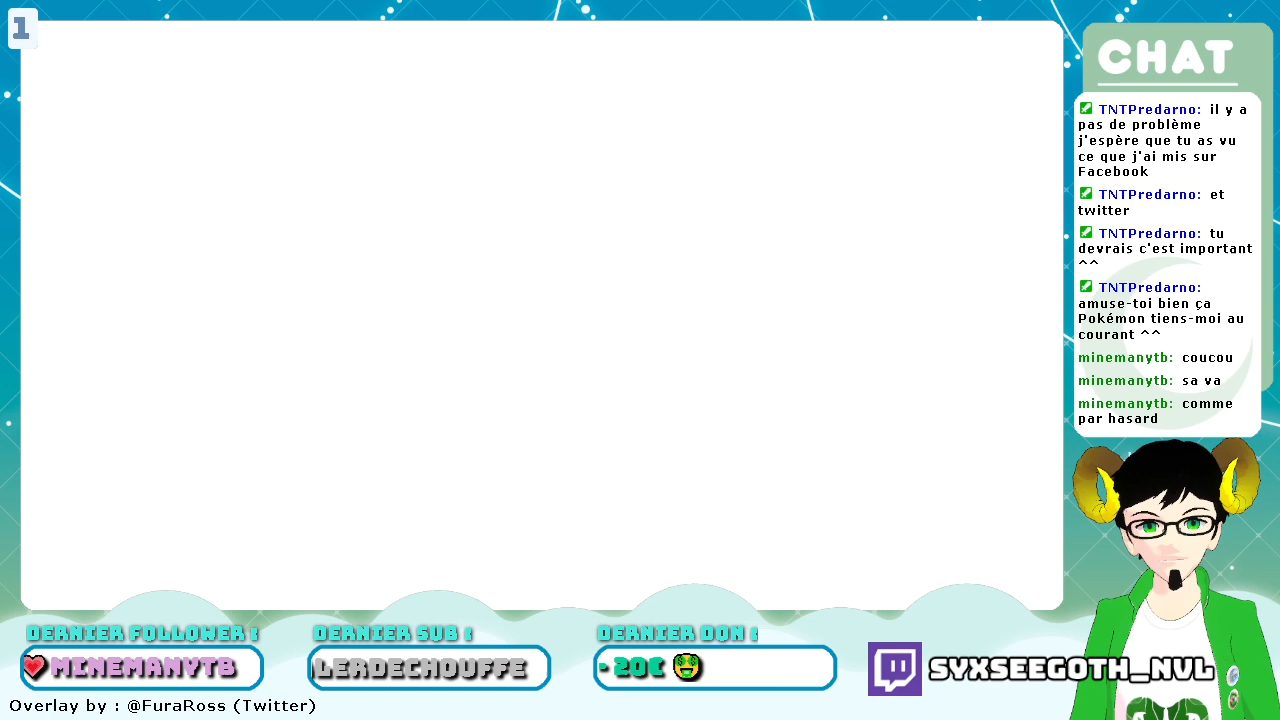 1
CHAT
TNTPredarno: il y a
pas de problème
j'espère que tu as vu
ce que j'ai mis sur
Facebook
TNTPredarno: et
twitter
TNTPredarno: tu
devrais c'est important
^^
TNTPredarno:
amuse-toi bien ça
Pokémon tiens-moi au
courant ^^
minemanytb: coucou
minemanytb: sa va
minemanytb: comme
par hasard
DERNIER FOLLOWER :
MINEMANYTB
DERNIER SUB :
LERDECHOUFFE
DERNIER DON :
- 20€
SYXSEEGOTH_NVL
Overlay by : @FuraRoss (Twitter)